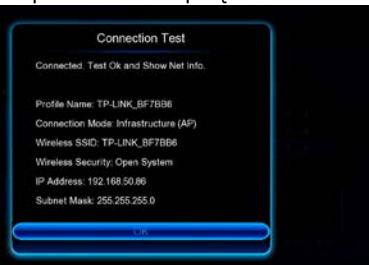 Connection Test
Connected. Test Ok and Show Net Info.
Profile Name: TP-LINK_BF7BB6
Connection Mode: Infrastructure (AP)
Wireless SSID: TP-LINK_BF7BB6
Wireless Security: Open System
IP Address: 192.168.50.86
Subnet Mask: 255.255.255.0
OK